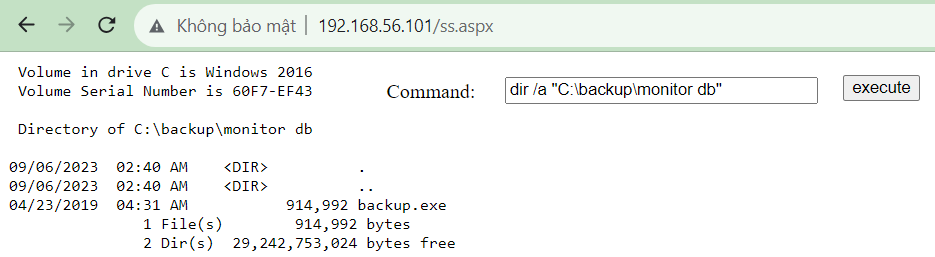 Không bảo mật | 192.168.56.101/ss.aspx
Volume in drive C is Windows 2016
Volume Serial Number is 60F7-EF43
Command: dir /a "C:\backup\monitor db" execute
Directory of C:\backup\monitor db
09/06/2023  02:40 AM    <DIR>          .
09/06/2023  02:40 AM    <DIR>          ..
04/23/2019  04:31 AM           914,992 backup.exe
1 File(s)        914,992 bytes
2 Dir(s)  29,242,753,024 bytes free